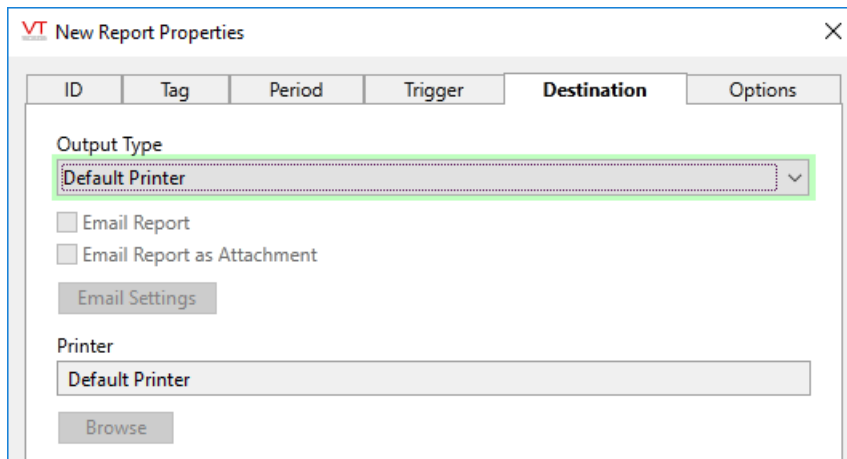 VT New Report Properties
ID Tag Period Trigger Destination Options
Output Type
Default Printer
Email Report
Email Report as Attachment
Email Settings
Printer
Default Printer
Browse